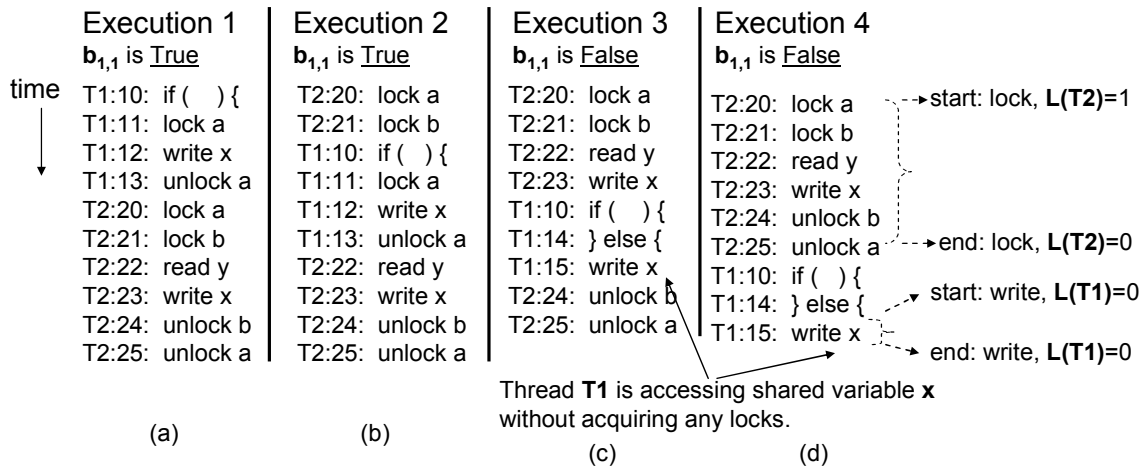 Execution 1
b1,1 is True
time
T1:10: if ( ) {
T1:11: lock a
T1:12: write x
T1:13: unlock a
T2:20: lock a
T2:21: lock b
T2:22: read y
T2:23: write x
T2:24: unlock b
T2:25: unlock a
(a)
Execution 2
b1,1 is True
T2:20: lock a
T2:21: lock b
T1:10: if ( ) {
T1:11: lock a
T1:12: write x
T1:13: unlock a
T2:22: read y
T2:23: write x
T2:24: unlock b
T2:25: unlock a
(b)
Execution 3
b1,1 is False
T2:20: lock a
T2:21: lock b
T2:22: read y
T2:23: write x
T1:10: if ( ) {
T1:14: } else {
T1:15: write x
T2:24: unlock b
T2:25: unlock a
(c)
Execution 4
b1,1 is False
T2:20: lock a
T2:21: lock b
T2:22: read y
T2:23: write x
T2:24: unlock b
T2:25: unlock a
T1:10: if ( ) {
T1:14: } else {
T1:15: write x
start: lock, L(T2)=1
end: lock, L(T2)=0
start: write, L(T1)=0
end: write, L(T1)=0
Thread T1 is accessing shared variable x
without acquiring any locks.
(d)